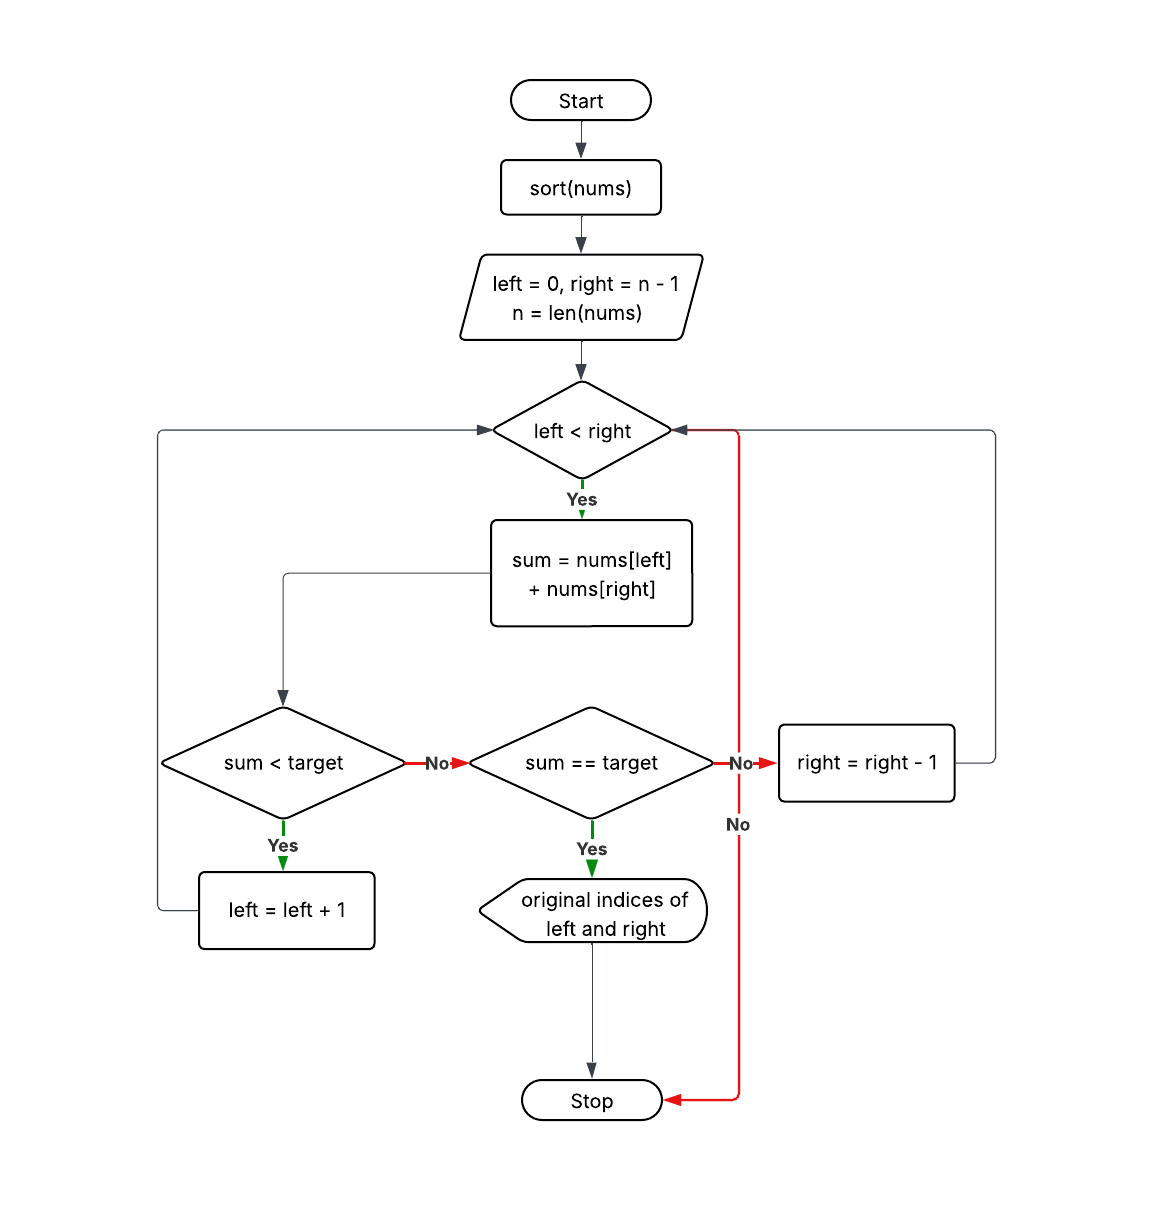 Start
sort(nums)
left = 0, right = n - 1
n = len(nums)
left < right
Yes
sum = nums[left]
+ nums[right]
sum < target
No
sum == target
No
right = right - 1
No
Yes
Yes
left = left + 1
original indices of
left and right
Stop